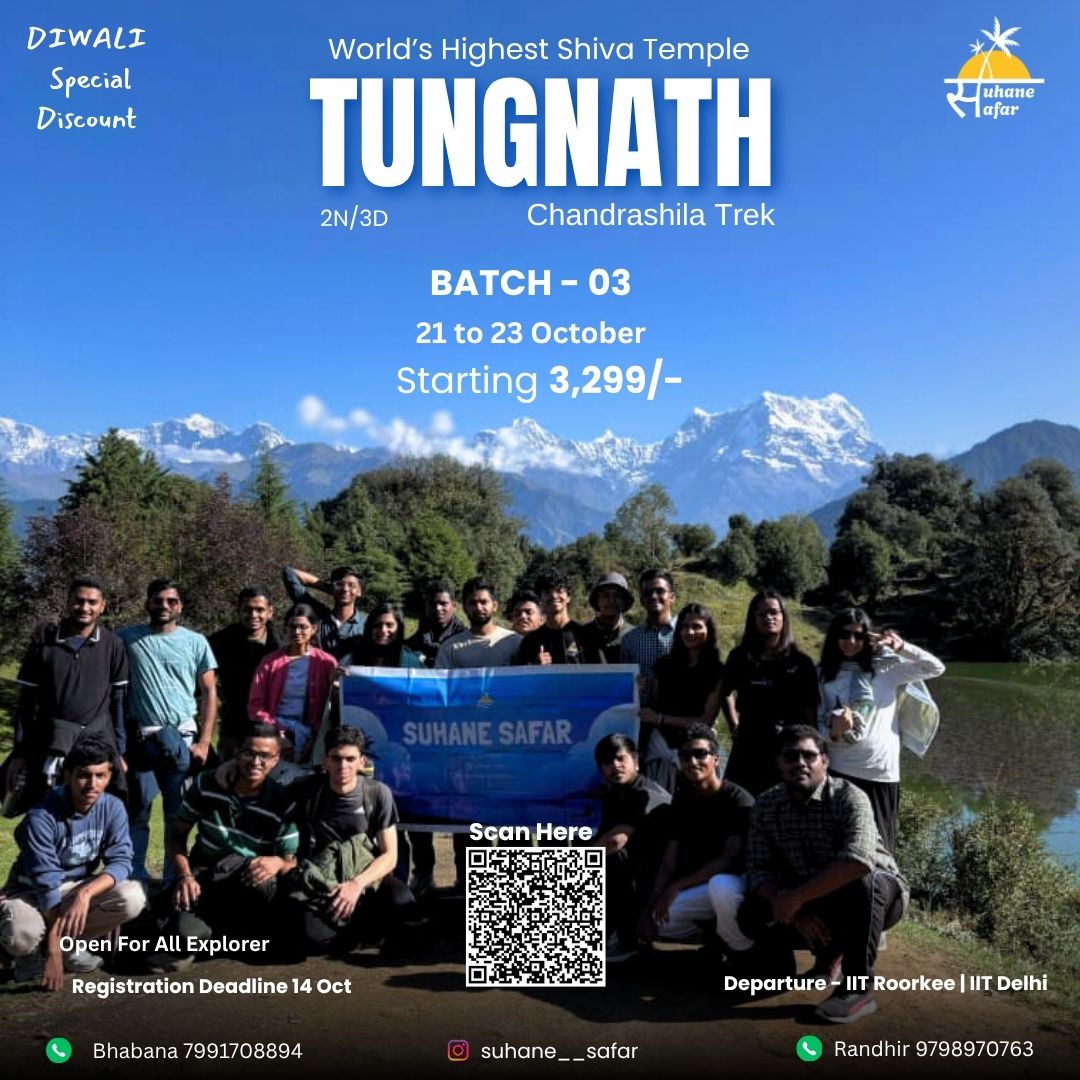 DIWALI
Special
Discount
World’s Highest Shiva Temple
TUNGNATH
2N/3D
Chandrashila Trek
सuhane
afar
BATCH - 03
21 to 23 October
Starting 3,299/-
SUHANE SAFAR
Scan Here
Open For All Explorer
Registration Deadline 14 Oct
Departure - IIT Roorkee | IIT Delhi
Bhabana 7991708894
suhane__safar
Randhir 9798970763